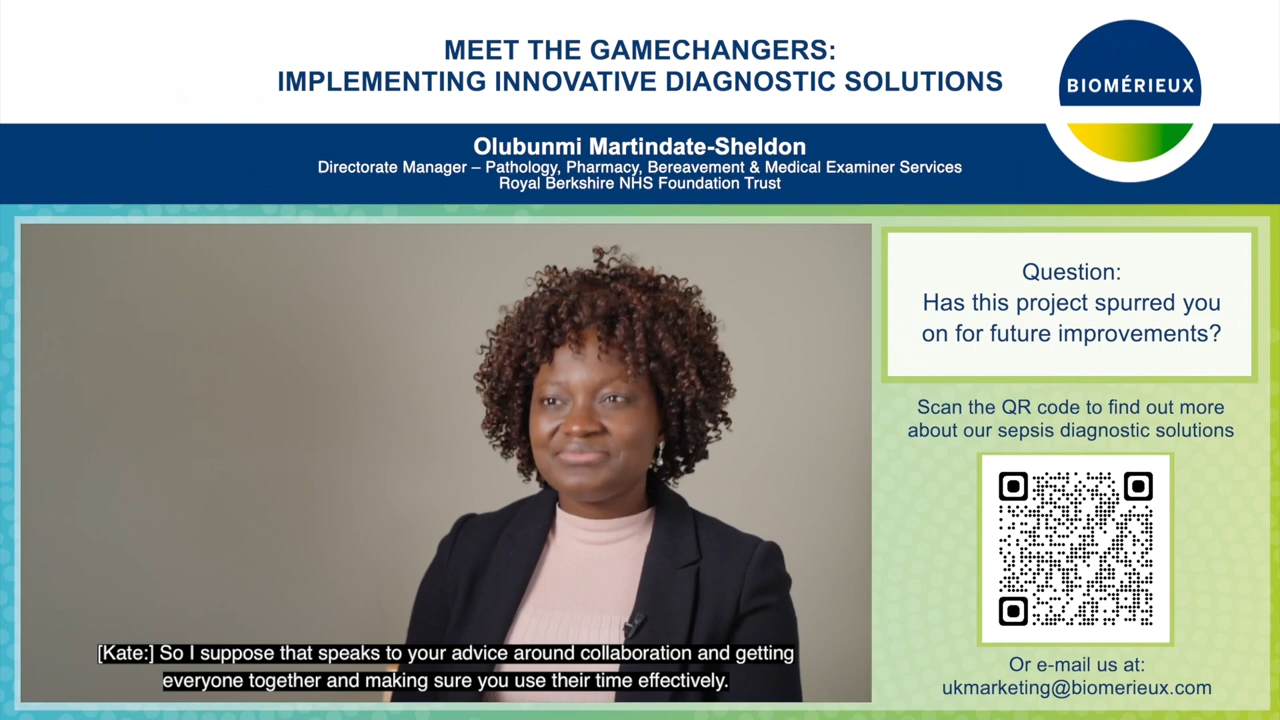 MEET THE GAMECHANGERS:
IMPLEMENTING INNOVATIVE DIAGNOSTIC SOLUTIONS
BIOMÉRIEUX
Olubunmi Martindate-Sheldon
Directorate Manager – Pathology, Pharmacy, Bereavement & Medical Examiner Services
Royal Berkshire NHS Foundation Trust
Question:
Has this project spurred you
on for future improvements?
Scan the QR code to find out more
about our sepsis diagnostic solutions
Or e-mail us at:
ukmarketing@biomerieux.com
[Kate:] So I suppose that speaks to your advice around collaboration and getting
everyone together and making sure you use their time effectively.